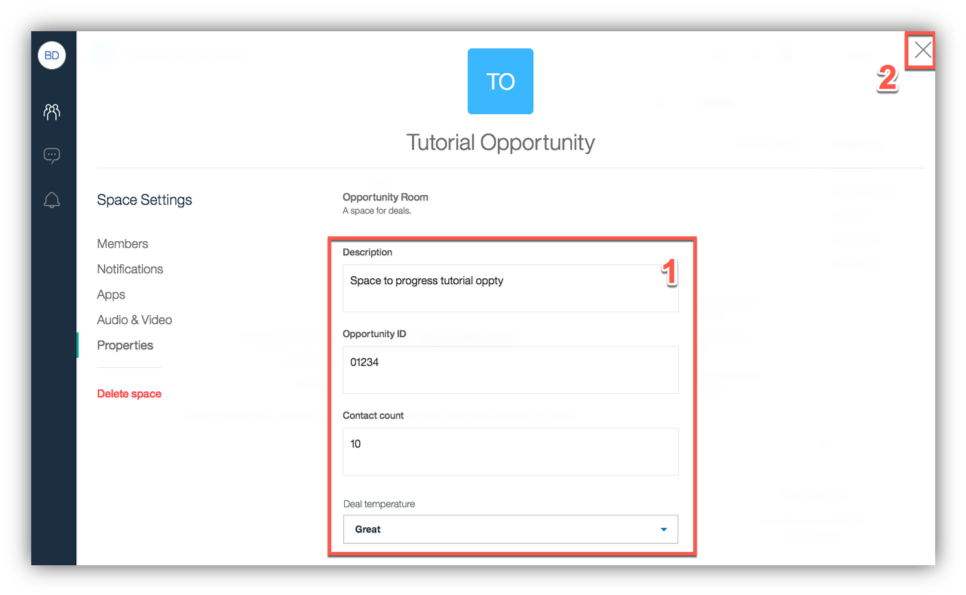 BD
2
TO
Tutorial Opportunity
Space Settings
Members
Notifications
Apps
Audio & Video
Properties
Delete space
Opportunity Room
A space for deals.
1
Description
Space to progress tutorial oppty
Opportunity ID
01234
Contact count
10
Deal temperature
Great